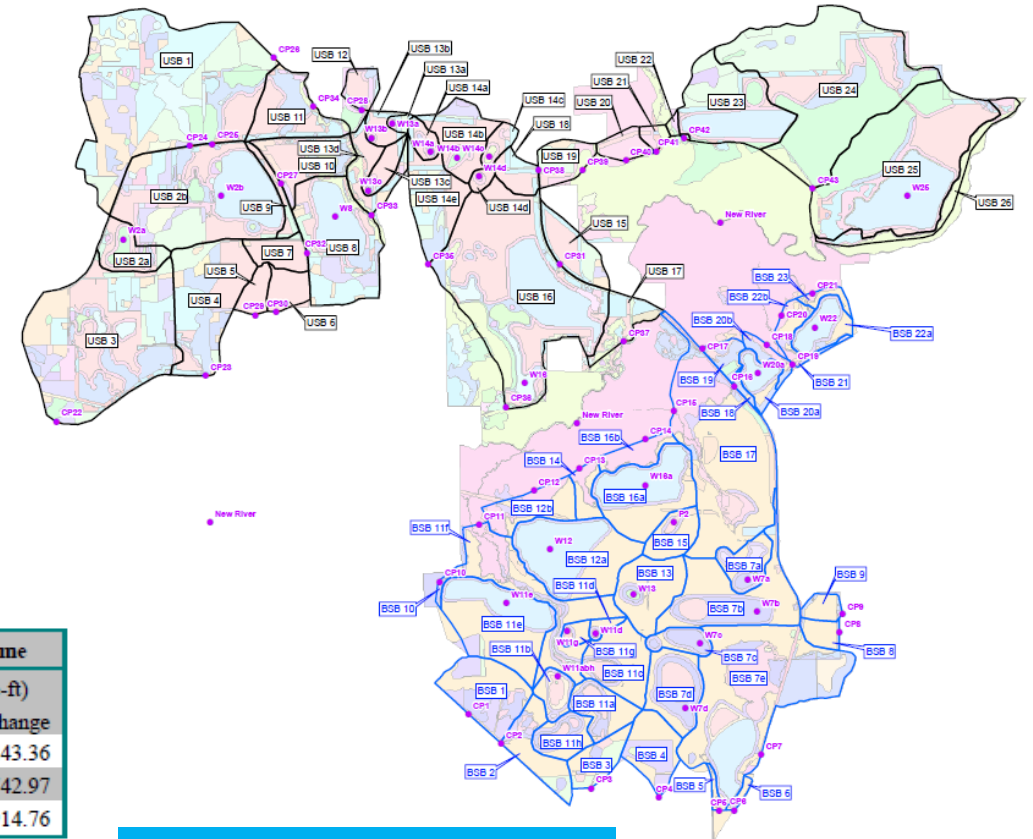 USB 1
CP26
USB 12
USB 13b
USB 13a
USB 14a
USB 22
USB 21
USB 20
USB 23
USB 24
CP34
CP28
USB 11
W13b
W13a
USB 14b
USB 14c
USB 18
CP24
CP25
USB 13d
USB 10
W14a
W14b
W14c
W14d
USB 19
CP38
CP39
CP40
CP41
CP42
CP27
W13c
USB 13c
USB 14e
USB 14d
USB 2b
W2b
USB 9
W8
CP33
CP43
USB 25
W25
USB 26
W2a
USB 2a
CP32
USB 8
USB 7
USB 5
USB 4
CP29
CP30
USB 6
CP35
USB 15
CP31
USB 16
USB 17
New River
USB 3
CP23
CP22
CP37
W16
CP36
BSB 23
CP21
BSB 22b
CP20
W22
BSB 22a
BSB 20b
CP18
CP17
CP19
W20a
BSB 21
BSB 19
CP16
BSB 18
BSB 20a
New River
CP15
CP14
BSB 16b
BSB 17
BSB 14
CP13
CP12
BSB 16a
W16a
BSB 12b
New River
CP11
P2
BSB 11f
BSB 15
W12
BSB 12a
BSB 7a
W7a
BSB 13
W13
BSB 11d
CP10
BSB 10
W11e
BSB 11e
BSB 7b
W7b
BSB 9
CP9
CP8
BSB 8
W11g
W11d
BSB 11g
W7c
BSB 7c
BSB 7e
BSB 11b
W11abh
BSB 11c
BSB 1
BSB 11a
BSB 7d
W7d
CP1
CP2
BSB 11h
BSB 2
BSB 3
CP3
BSB 4
CP4
BSB 5
CP5
CP6
BSB 6
CP7
-ft)
43.36
42.97
14.76